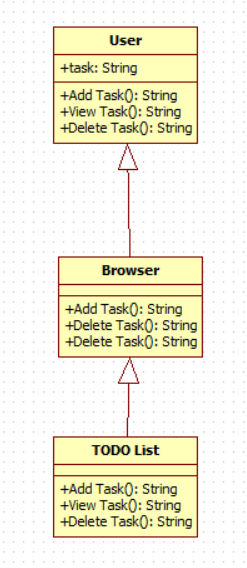 User
+task: String
+Add Task(): String
+View Task(): String
+Delete Task(): String
Browser
+Add Task(): String
+Delete Task(): String
+Delete Task(): String
TODO List
+Add Task(): String
+View Task(): String
+Delete Task(): String